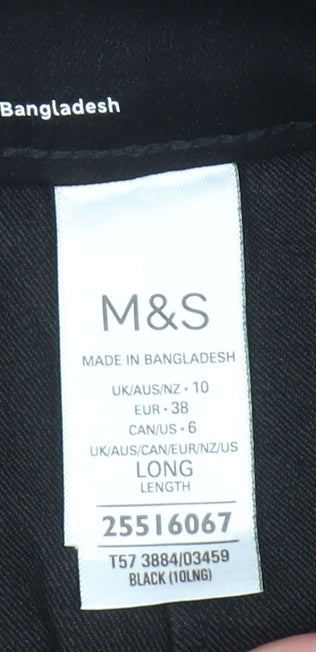 Bangladesh
M&S
MADE IN BANGLADESH
UK/AUS/NZ • 10
EUR • 38
CAN/US • 6
UK/AUS/CAN/EUR/NZ/US
LONG
LENGTH
25516067
T57 3884/03459
BLACK (10LNG)